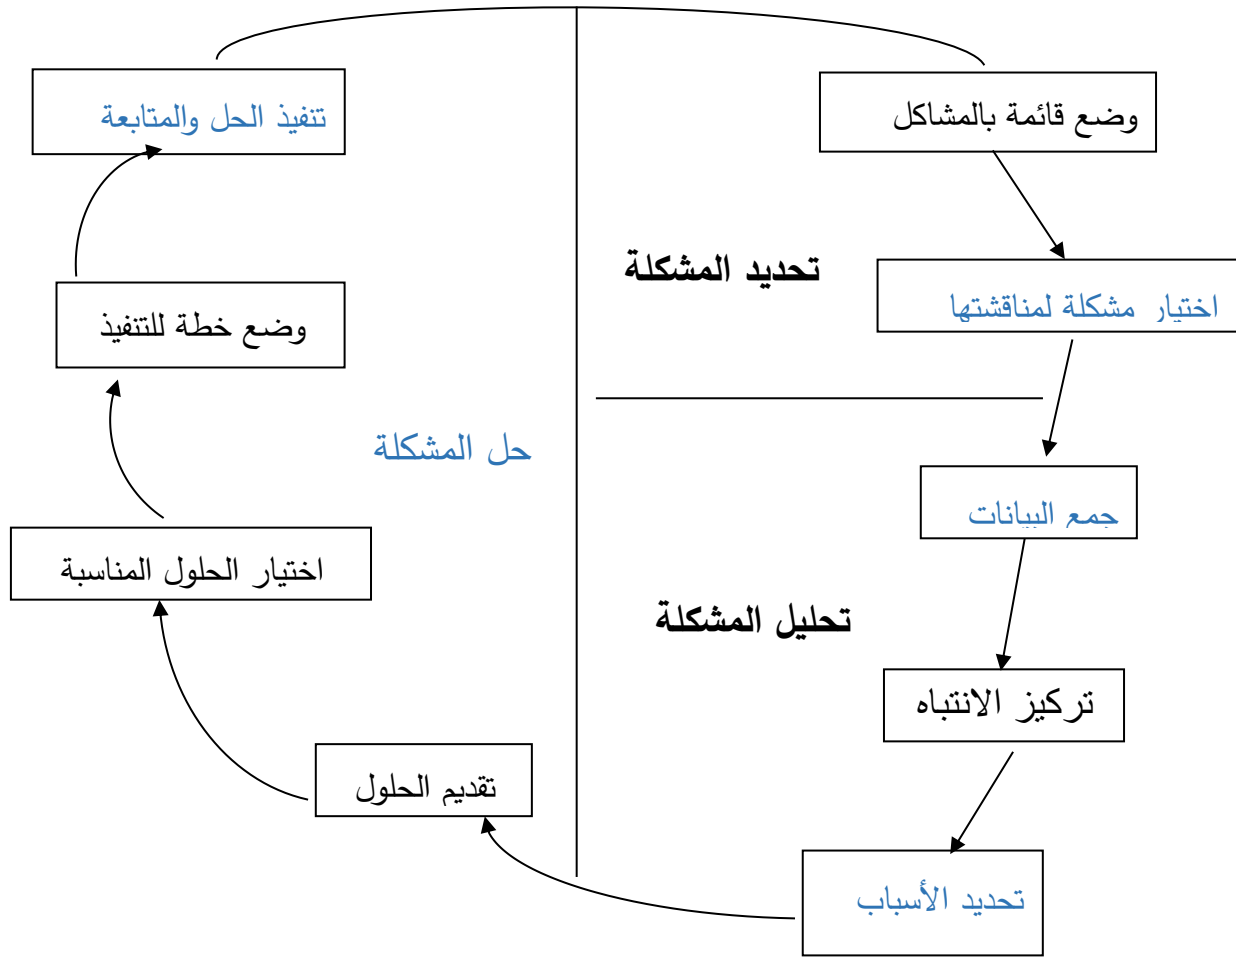 وضع قائمة بالمشاكل
تحديد المشكلة
اختيار مشكلة لمناقشتها
جمع البيانات
تحليل المشكلة
تركيز الانتباه
تحديد الأسباب
تقديم الحلول
اختيار الحلول المناسبة
حل المشكلة
وضع خطة للتنفيذ
تنفيذ الحل والمتابعة